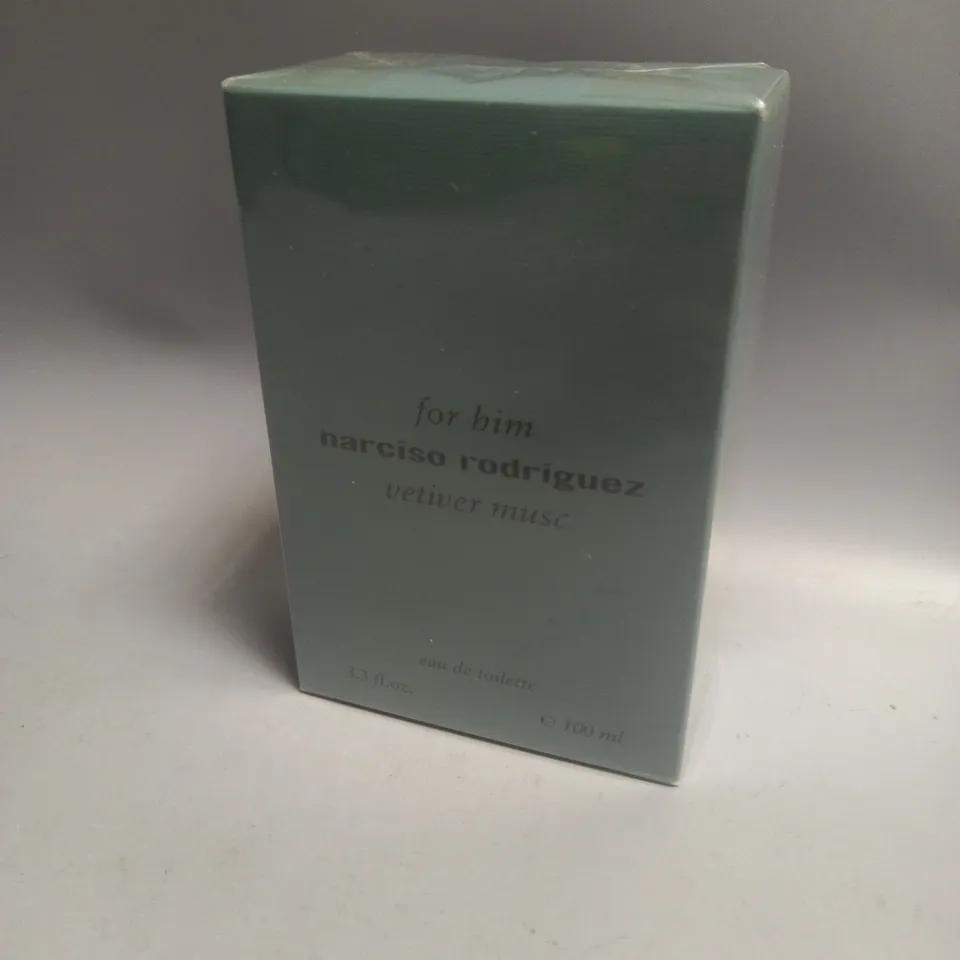 for him
narciso rodriguez
vetiver musc
eau de toilette
3.3 fl.oz.
℮ 100 ml